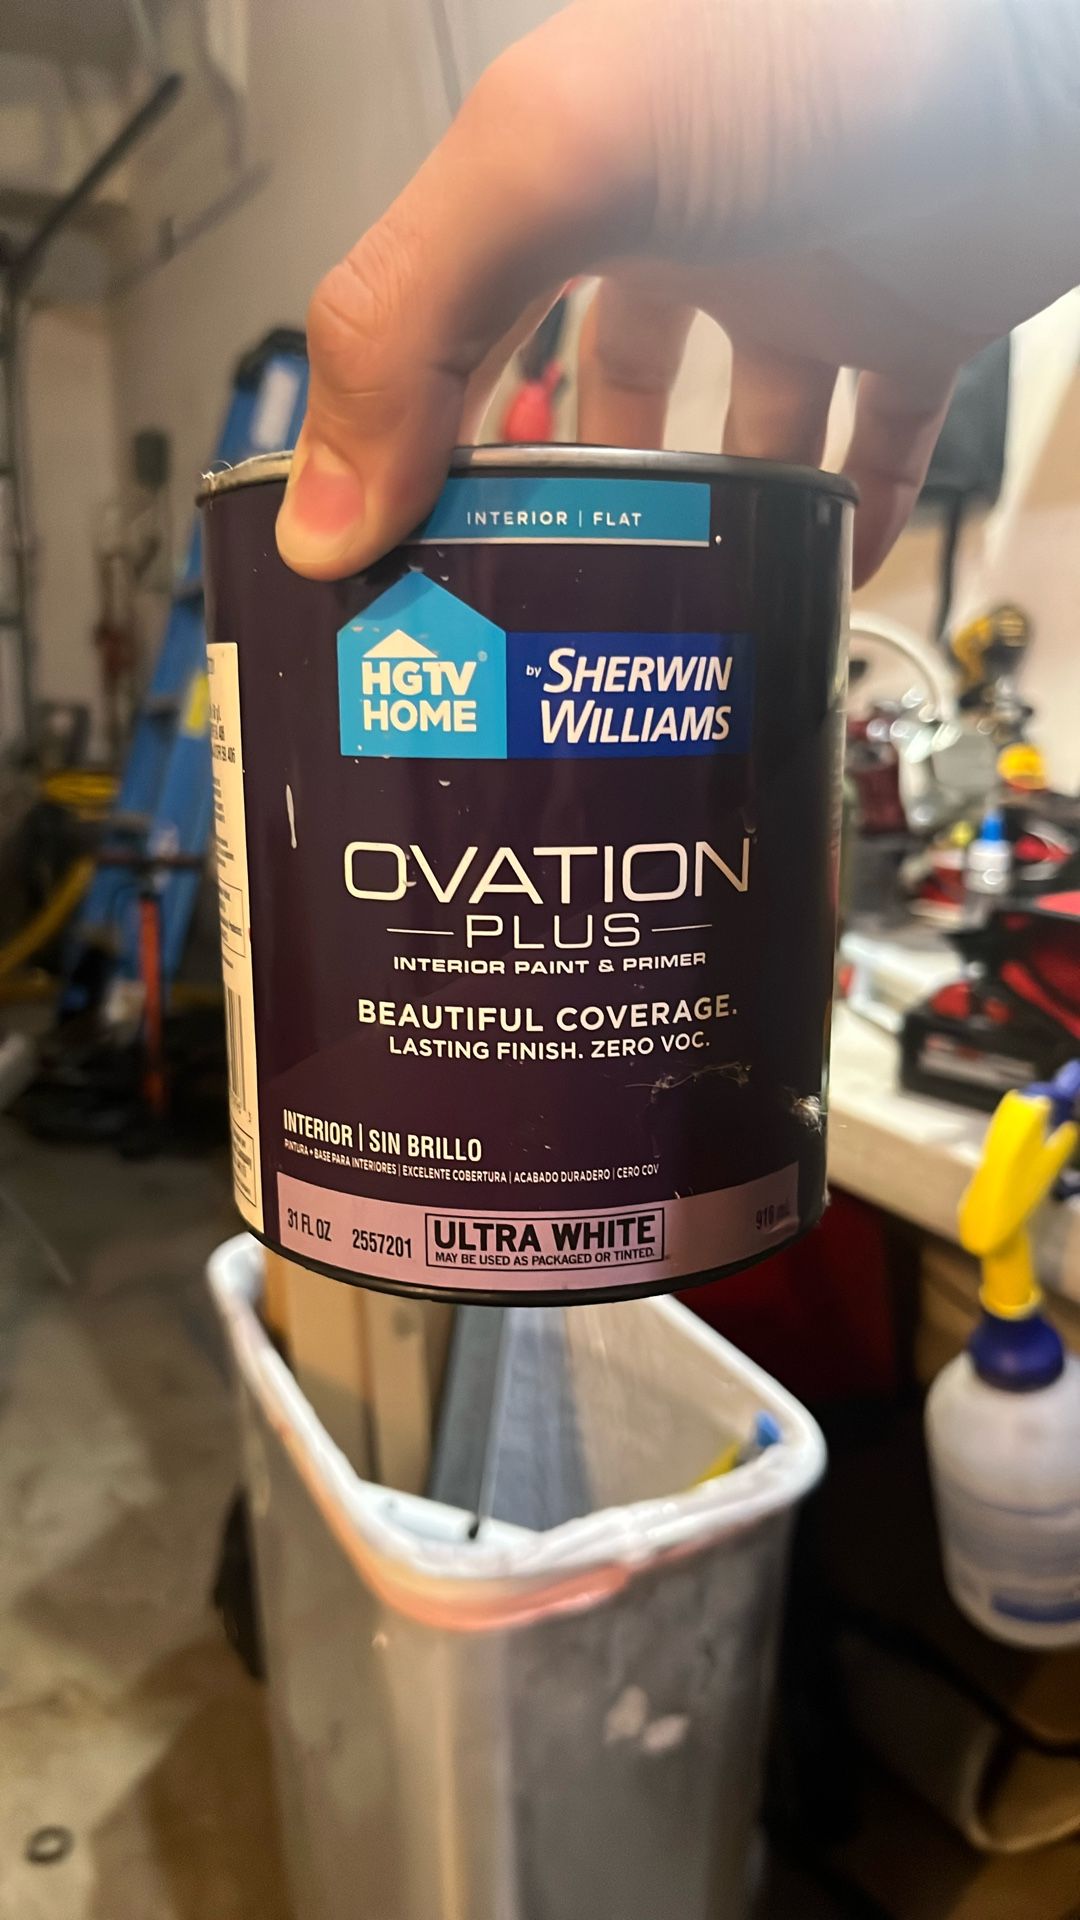 INTERIOR | FLAT
HGTV®
HOME
by SHERWIN
WILLIAMS
OVATION
PLUS
INTERIOR PAINT & PRIMER
BEAUTIFUL COVERAGE.
LASTING FINISH. ZERO VOC.
INTERIOR | SIN BRILLO
PINTURA + BASE PARA INTERIORES | EXCELENTE COBERTURA | ACABADO DURADERO | CERO COV
31 FL OZ
2557201
ULTRA WHITE
MAY BE USED AS PACKAGED OR TINTED.